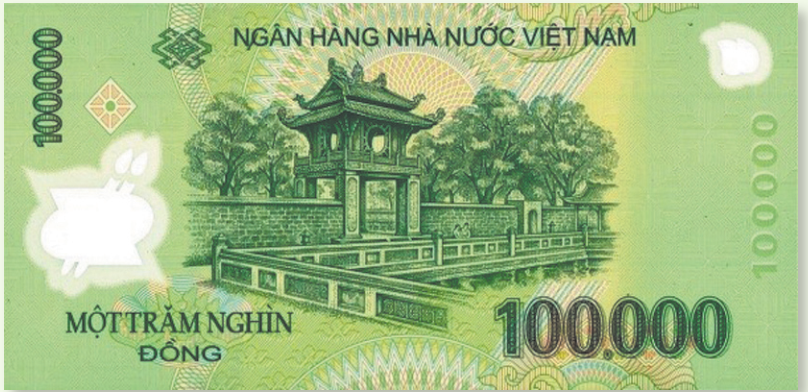 100.000
NGÂN HÀNG NHÀ NƯỚC VIỆT NAM
100000
MỘT TRĂM NGHÌN
ĐỒNG
100.000